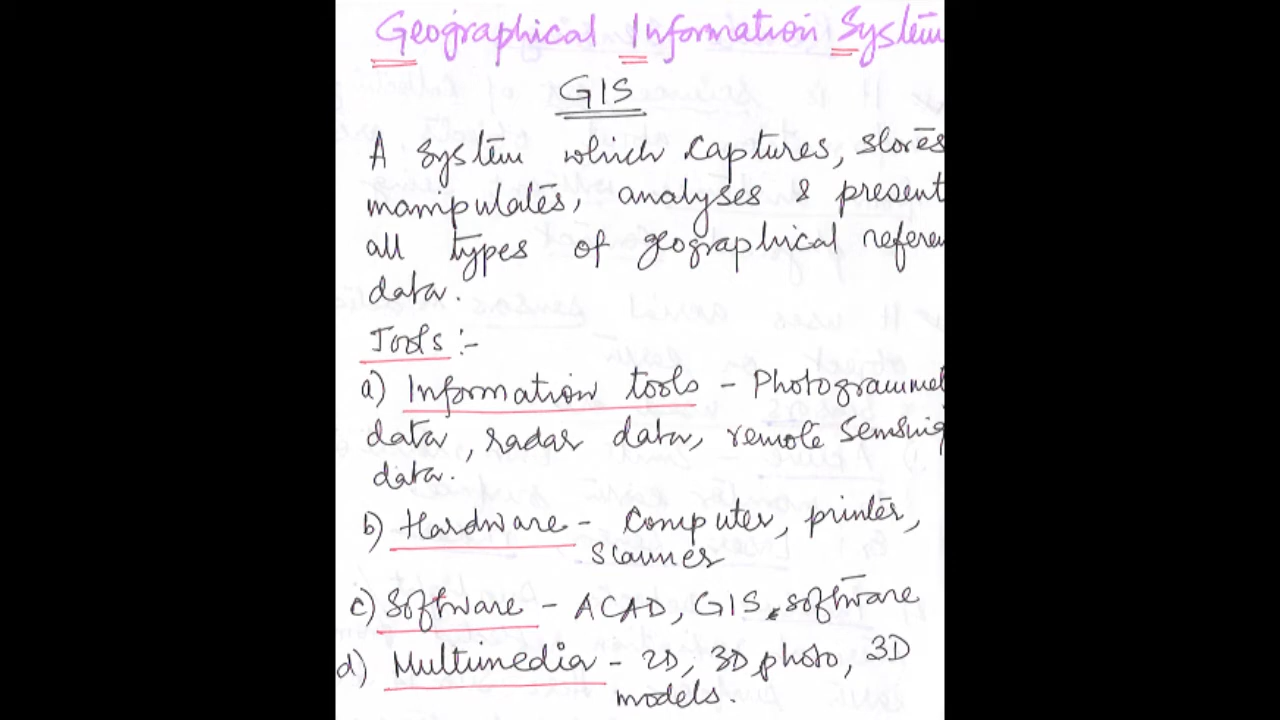 Geographical Information System
GIS
A system which captures, stores
manipulates, analyses & present
all types of geographical referen
data.
Tools :-
a) Information tools - Photogrammet
data, radar data, remote sensing
data.
b) Hardware - Computer, printer,
scanner
c) Software - ACAD, GIS software
d) Multimedia - 2D, 3D photo, 3D
models.